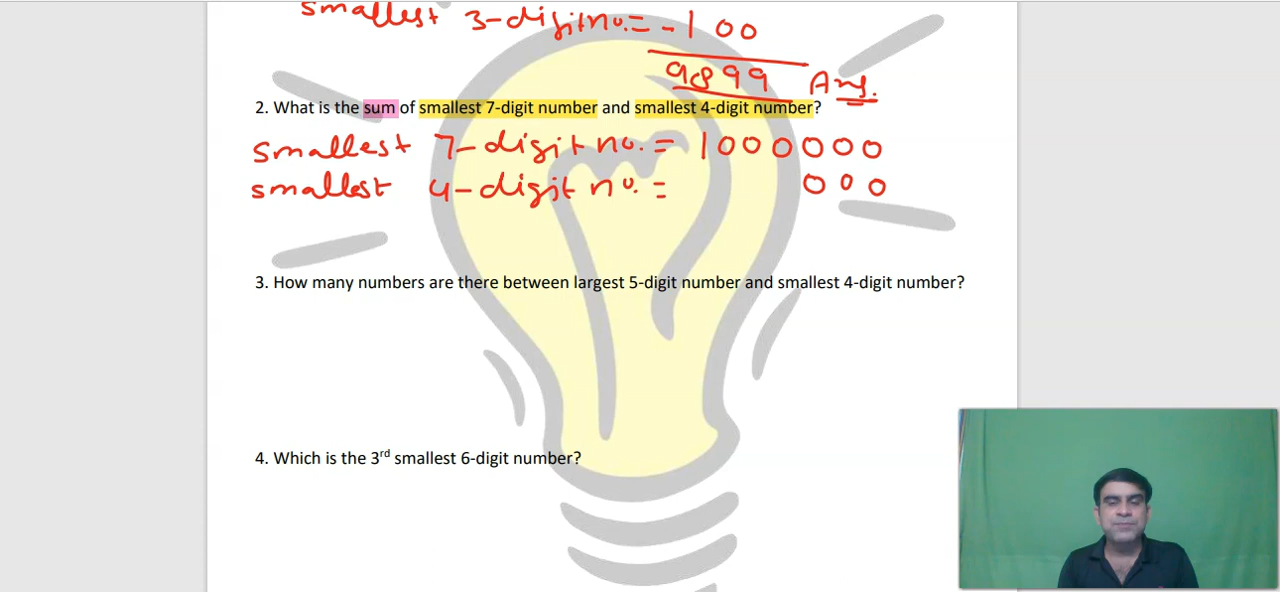 smallest 3-digit no. = - 100
9899 Ans.
2. What is the sum of smallest 7-digit number and smallest 4-digit number?
smallest 7-digit no. = 1000000
smallest 4-digit no. = 000
3. How many numbers are there between largest 5-digit number and smallest 4-digit number?
4. Which is the 3rd smallest 6-digit number?